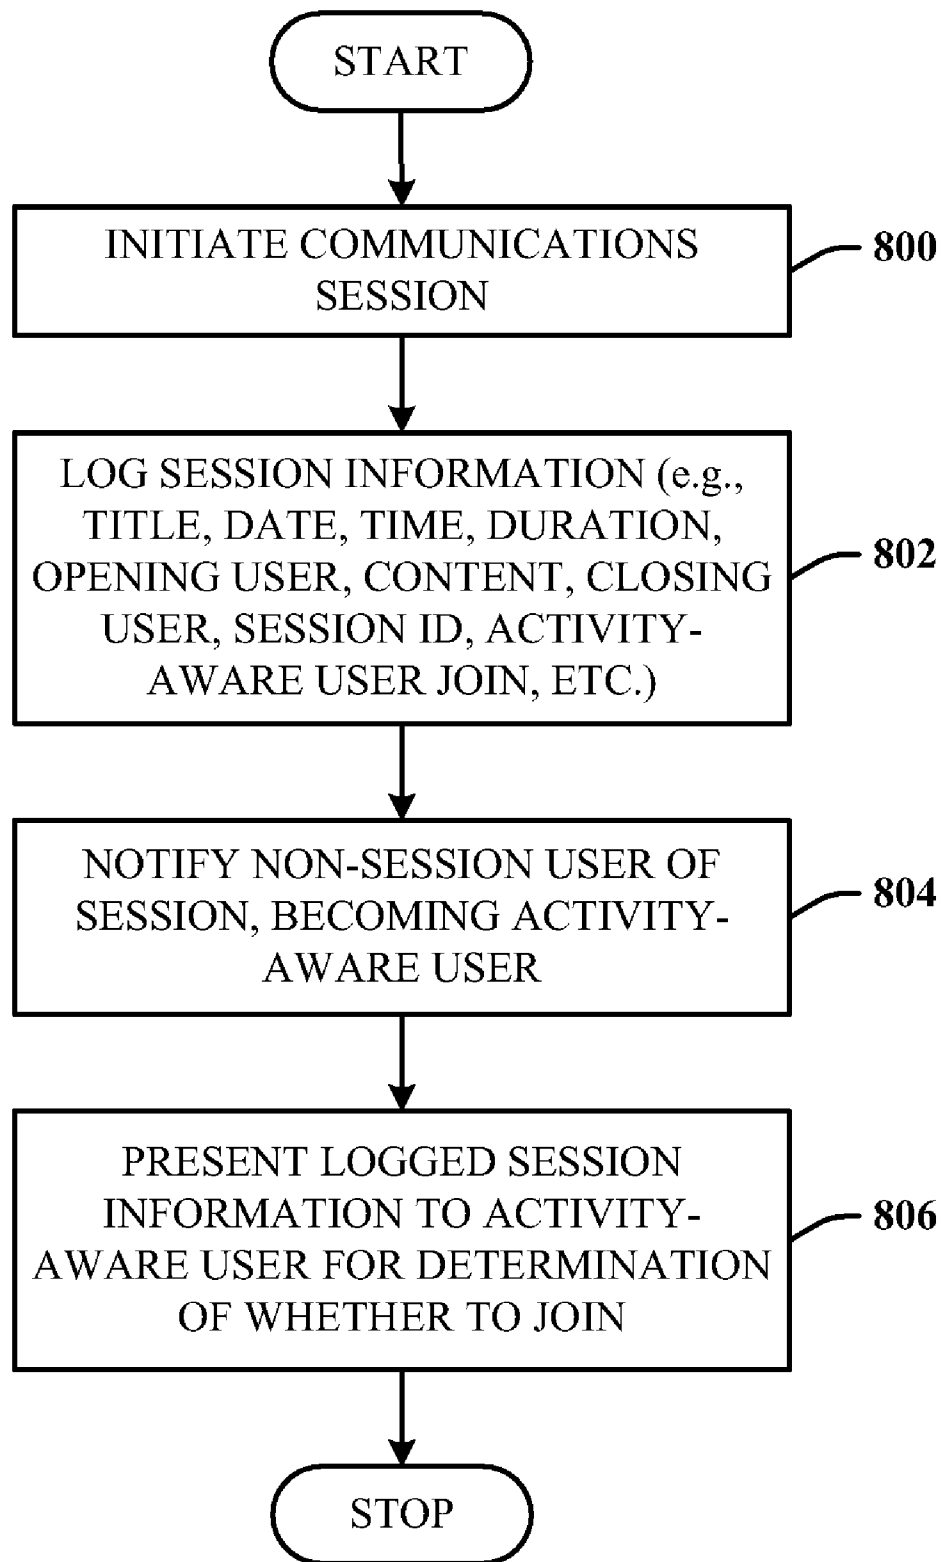 START
INITIATE COMMUNICATIONS
SESSION
800
LOG SESSION INFORMATION (e.g.,
TITLE, DATE, TIME, DURATION,
OPENING USER, CONTENT, CLOSING
USER, SESSION ID, ACTIVITY-
AWARE USER JOIN, ETC.)
802
NOTIFY NON-SESSION USER OF
SESSION, BECOMING ACTIVITY-
AWARE USER
804
PRESENT LOGGED SESSION
INFORMATION TO ACTIVITY-
AWARE USER FOR DETERMINATION
OF WHETHER TO JOIN
806
STOP